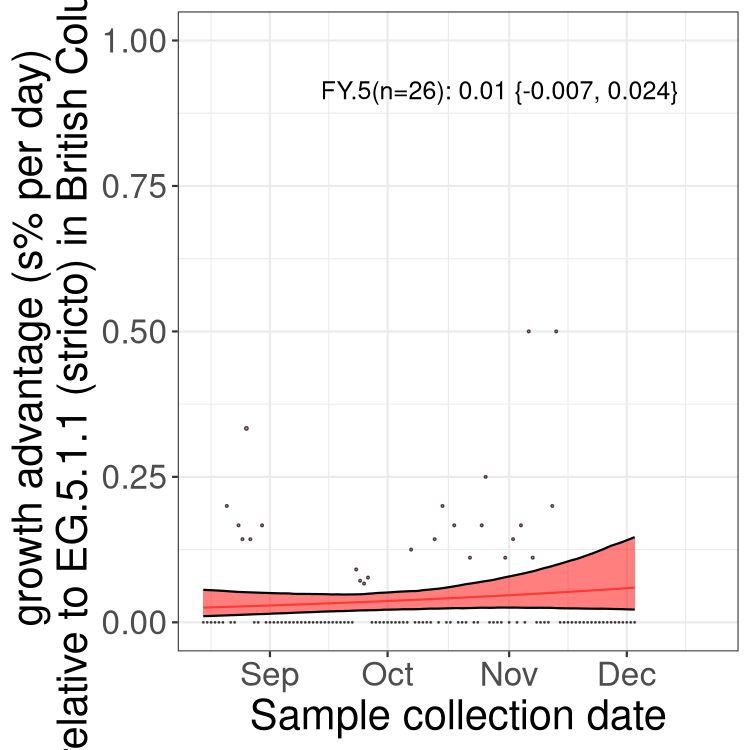 growth advantage (s% per day)
relative to EG.5.1.1 (stricto) in British Colu
1.00
0.75
0.50
0.25
0.00
FY.5(n=26): 0.01 {-0.007, 0.024}
Sep Oct Nov Dec
Sample collection date